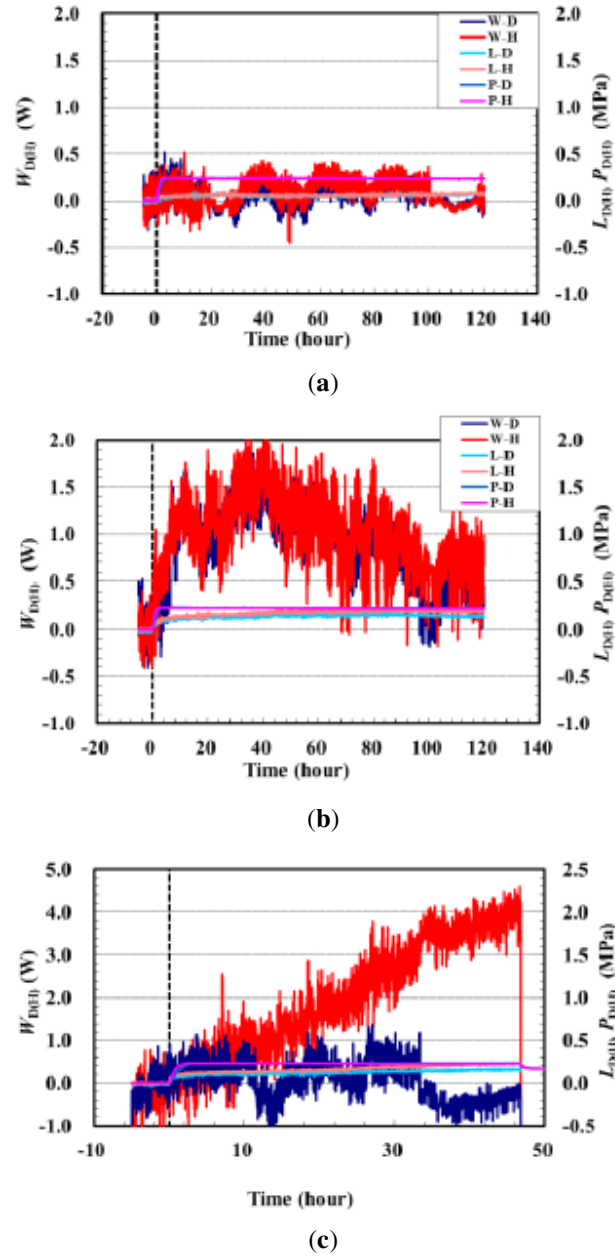 2.0
1.5
1.0
0.5
0.0
-0.5
-1.0
W_D(H) (W)
W-D
W-H
L-D
L-H
P-D
P-H
2.0
1.5
1.0
0.5
0.0
-0.5
-1.0
L_D(H) P_D(H) (MPa)
-20 0 20 40 60 80 100 120 140
Time (hour)
(a)
2.0
1.5
1.0
0.5
0.0
-0.5
-1.0
W_D(H) (W)
W-D
W-H
L-D
L-H
P-D
P-H
2.0
1.5
1.0
0.5
0.0
-0.5
-1.0
L_D(H) P_D(H) (MPa)
-20 0 20 40 60 80 100 120 140
Time (hour)
(b)
5.0
4.0
3.0
2.0
1.0
0.0
-1.0
W_D(H) (W)
2.5
2.0
1.5
1.0
0.5
0.0
-0.5
L_D(H) P_D(H) (MPa)
-10 10 30 50
Time (hour)
(c)